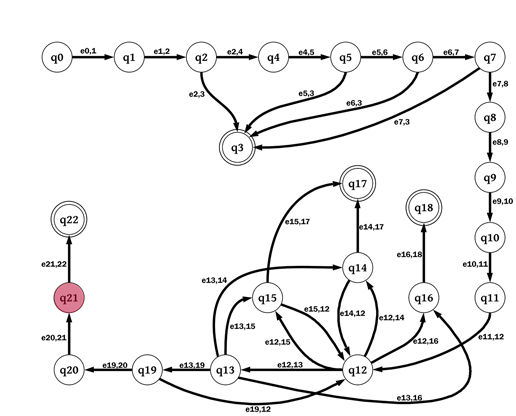 q0 e0,1 q1 e1,2 q2 e2,4 q4 e4,5 q5 e5,6 q6 e6,7 q7
e7,8
e2,3 e5,3 e6,3
q8
e7,3
q3
e8,9
q9
q17
e9,10
q22 q18
e15,17 e14,17
q10
e21,22 e16,18
e10,11
q14
e13,14
q21 q15 q16 q11
e15,12 e14,12 e12,14
e13,15
e20,21 e12,15 e12,16 e11,12
q20 e19,20 q19 e13,19 q13 e12,13 q12
e13,16
e19,12